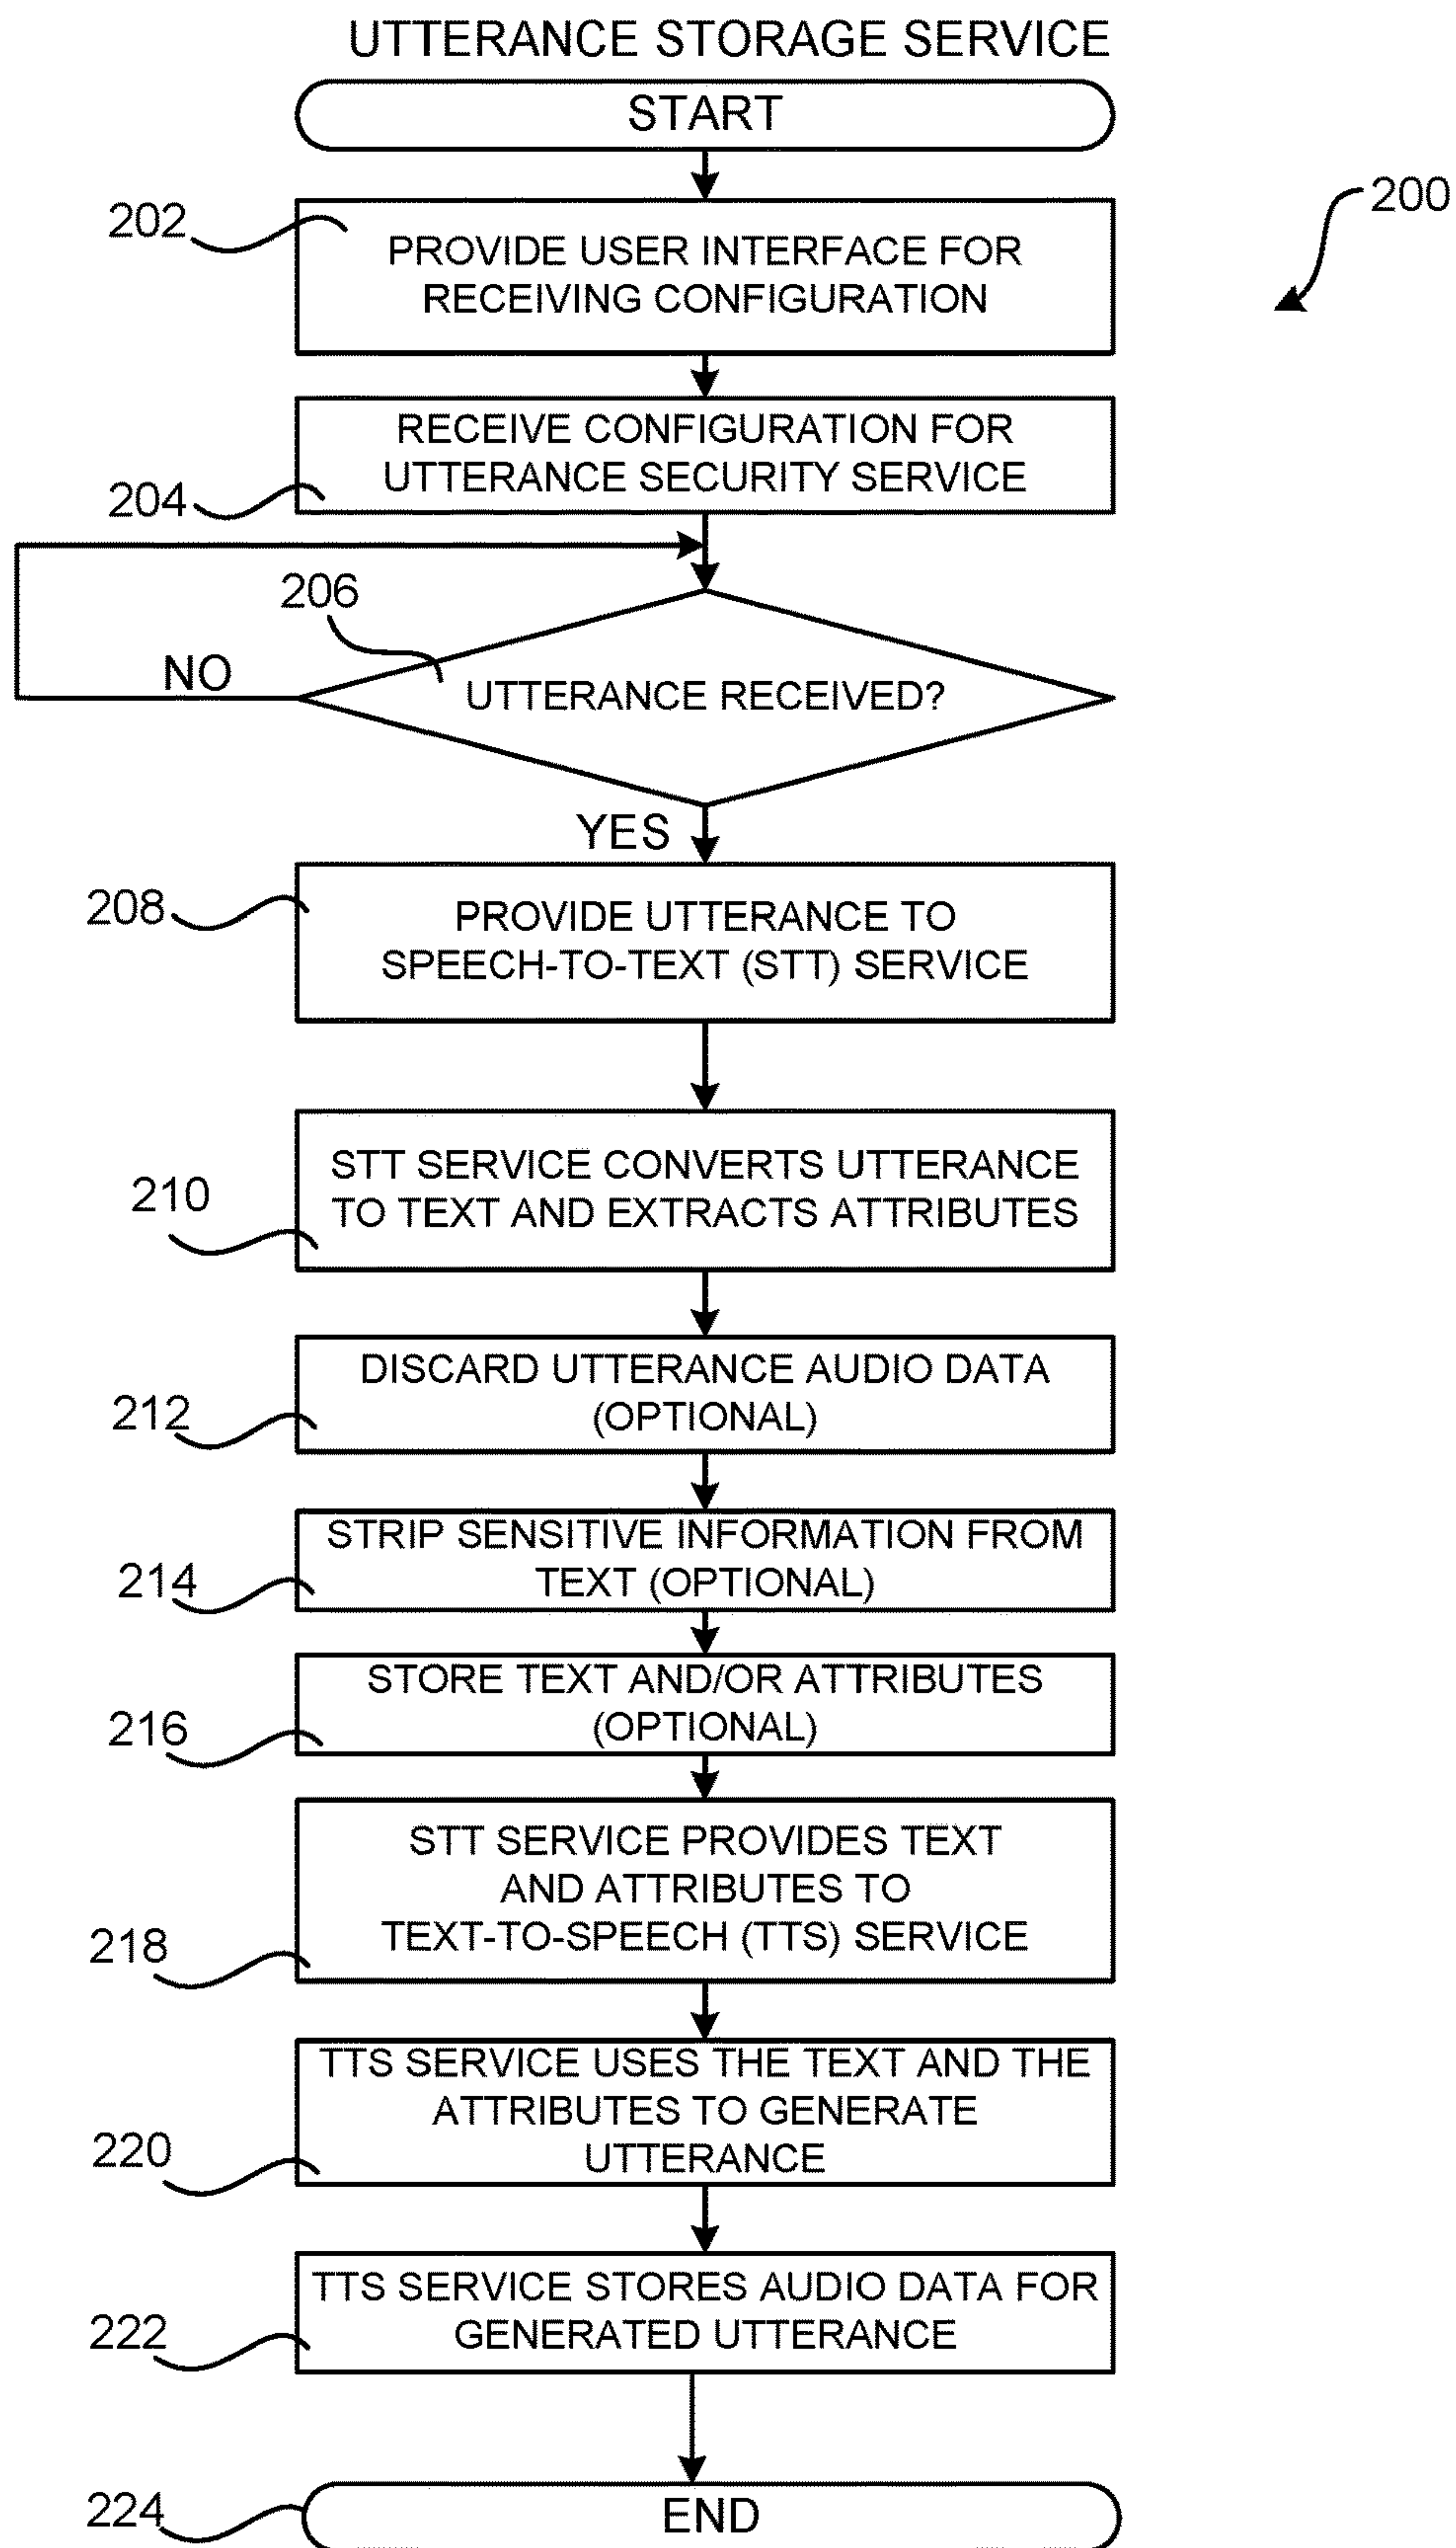 UTTERANCE STORAGE SERVICE
START
200
202
PROVIDE USER INTERFACE FOR
RECEIVING CONFIGURATION
RECEIVE CONFIGURATION FOR
UTTERANCE SECURITY SERVICE
204
206
NO
UTTERANCE RECEIVED?
YES
208
PROVIDE UTTERANCE TO
SPEECH-TO-TEXT (STT) SERVICE
STT SERVICE CONVERTS UTTERANCE
TO TEXT AND EXTRACTS ATTRIBUTES
210
DISCARD UTTERANCE AUDIO DATA
(OPTIONAL)
212
STRIP SENSITIVE INFORMATION FROM
TEXT (OPTIONAL)
214
STORE TEXT AND/OR ATTRIBUTES
(OPTIONAL)
216
STT SERVICE PROVIDES TEXT
AND ATTRIBUTES TO
TEXT-TO-SPEECH (TTS) SERVICE
218
TTS SERVICE USES THE TEXT AND THE
ATTRIBUTES TO GENERATE
UTTERANCE
220
TTS SERVICE STORES AUDIO DATA FOR
GENERATED UTTERANCE
222
END
224